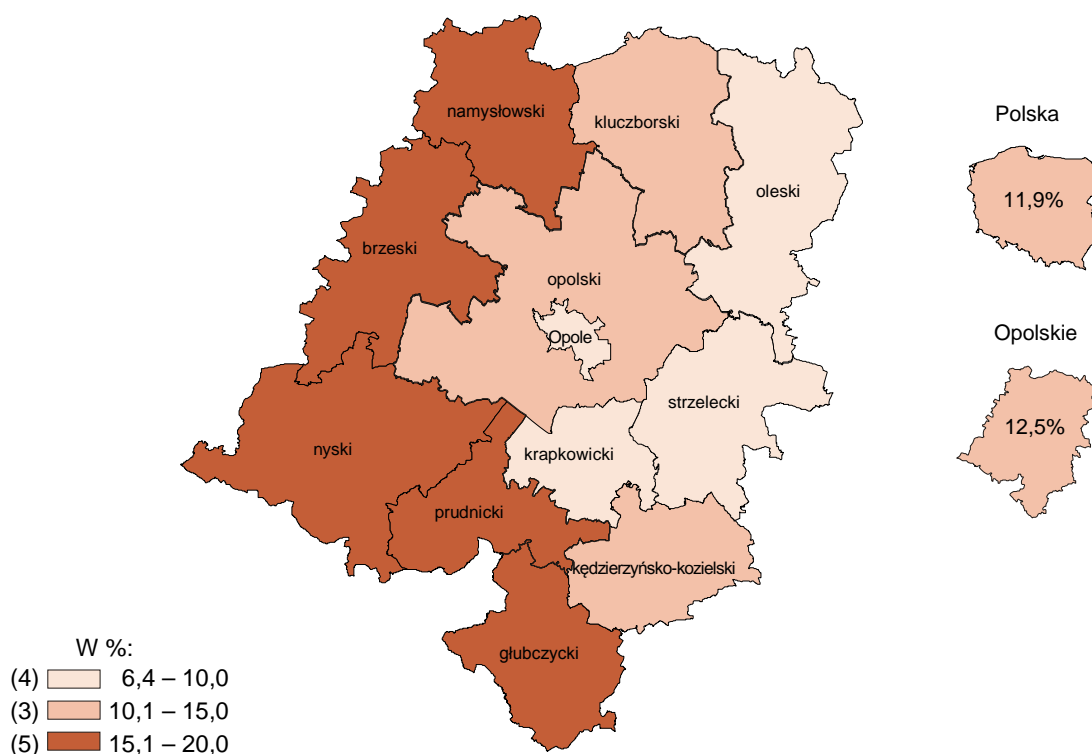 namysłowski
kluczborski
oleski
brzeski
opolski
Opole
strzelecki
nyski
krapkowicki
prudnicki
kędzierzyńsko-kozielski
głubczycki
Polska
11,9%
Opolskie
12,5%
W %:
(4) 6,4 – 10,0
(3) 10,1 – 15,0
(5) 15,1 – 20,0